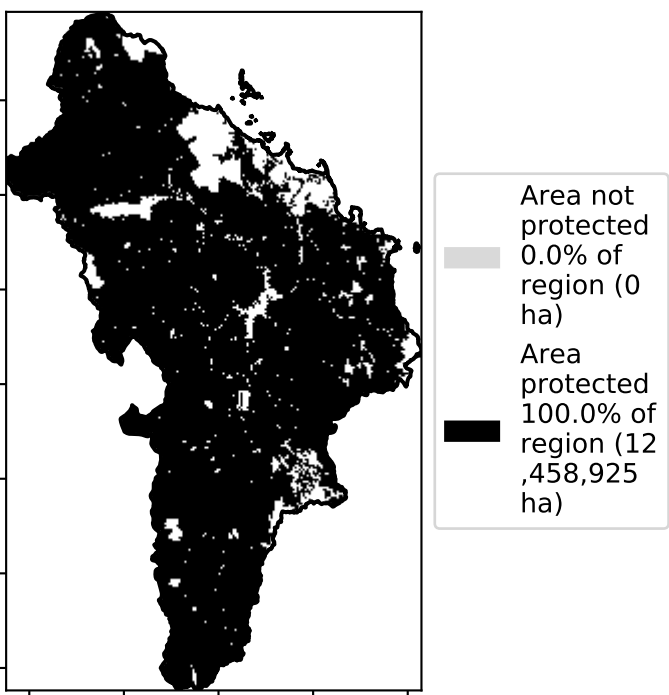 Area not
protected
0.0% of
region (0
ha)
Area
protected
100.0% of
region (12
,458,925
ha)